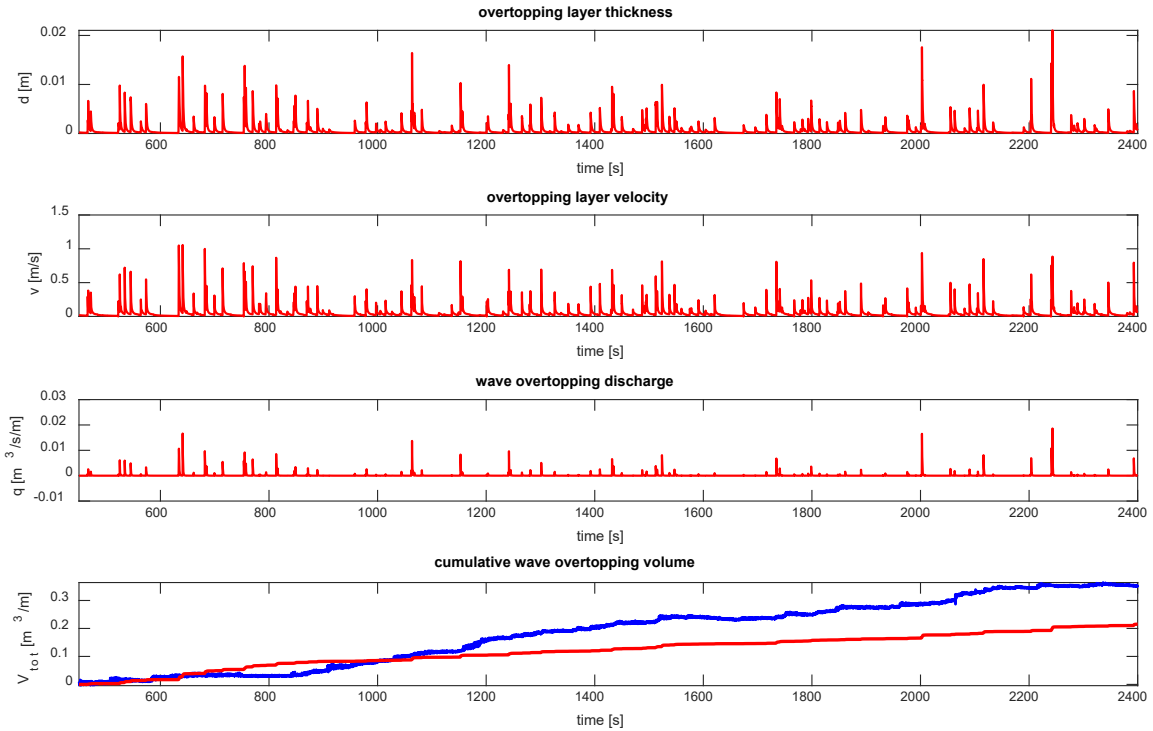 overtopping layer thickness
0.02
0.01
0
d [m]
600 800 1000 1200 1400 1600 1800 2000 2200 2400
time [s]
overtopping layer velocity
1.5
1
0.5
0
v [m/s]
600 800 1000 1200 1400 1600 1800 2000 2200 2400
time [s]
wave overtopping discharge
0.03
0.02
0.01
0
-0.01
q [m 3 /s/m]
600 800 1000 1200 1400 1600 1800 2000 2200 2400
time [s]
cumulative wave overtopping volume
0.3
0.2
0.1
0
V tot [m 3 /m]
600 800 1000 1200 1400 1600 1800 2000 2200 2400
time [s]